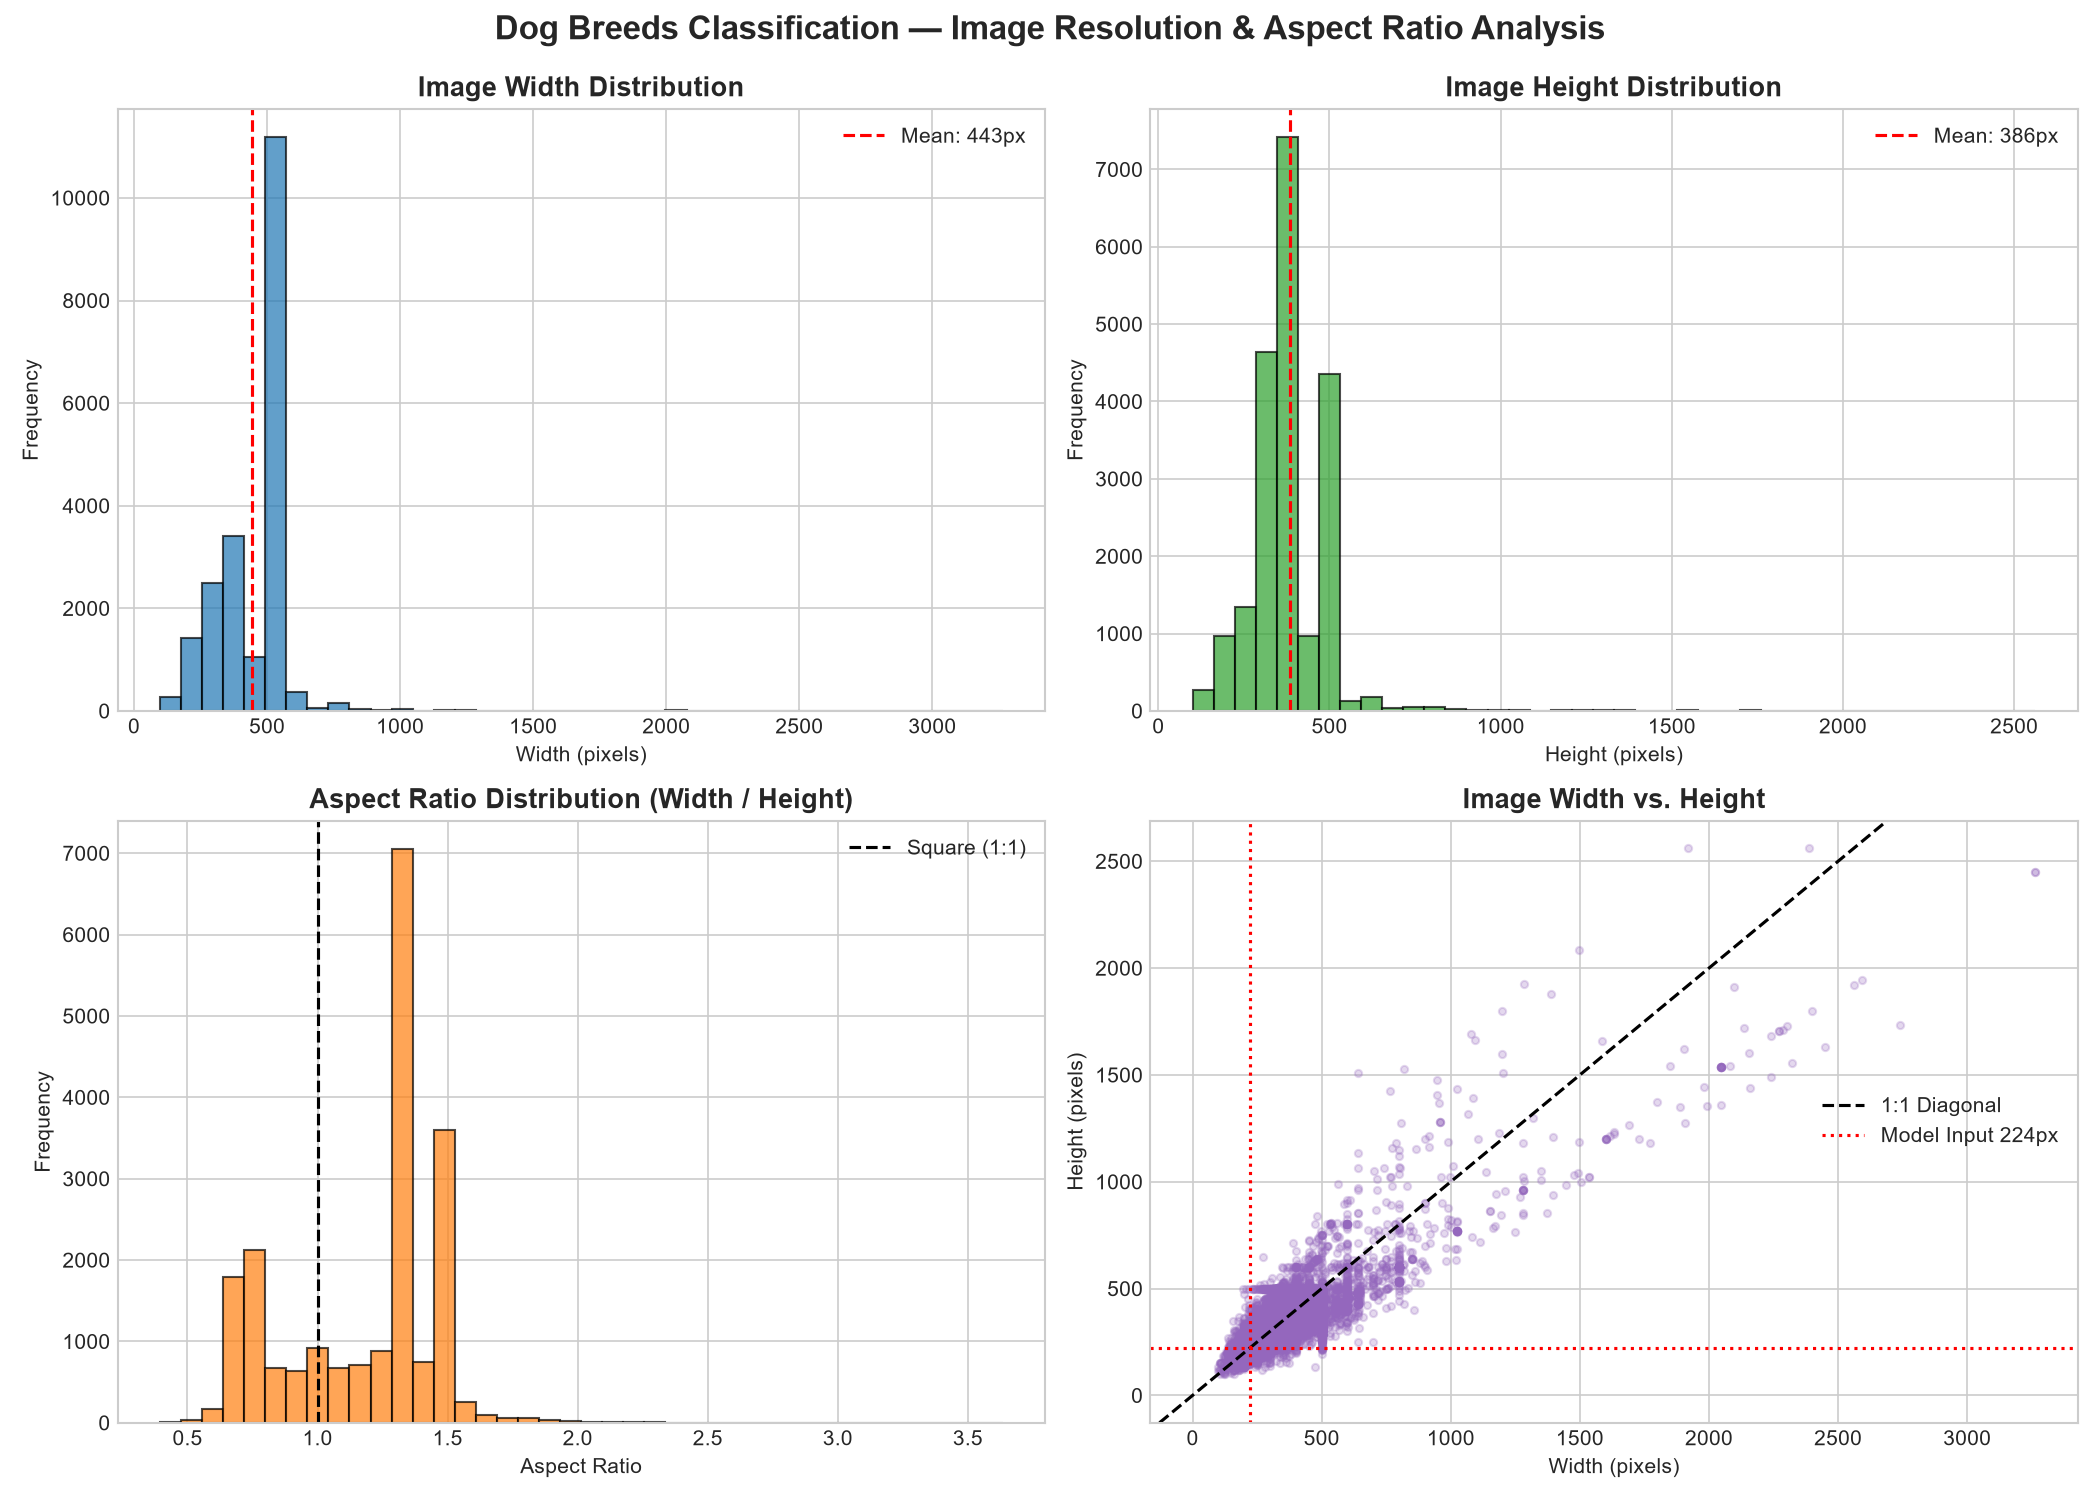 Dog Breeds Classification — Image Resolution & Aspect Ratio Analysis
Image Width Distribution
Mean: 443px
Frequency
10000
8000
6000
4000
2000
0
0 500 1000 1500 2000 2500 3000
Width (pixels)
Image Height Distribution
Mean: 386px
Frequency
7000
6000
5000
4000
3000
2000
1000
0
0 500 1000 1500 2000 2500
Height (pixels)
Aspect Ratio Distribution (Width / Height)
Square (1:1)
Frequency
7000
6000
5000
4000
3000
2000
1000
0
0.5 1.0 1.5 2.0 2.5 3.0 3.5
Aspect Ratio
Image Width vs. Height
Height (pixels)
2500
2000
1500
1000
500
0
1:1 Diagonal
Model Input 224px
0 500 1000 1500 2000 2500 3000
Width (pixels)